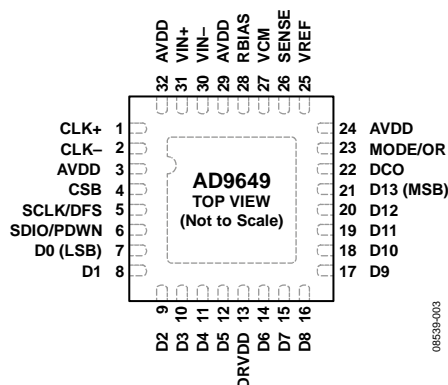 AVDD
VIN+
VIN–
AVDD
RBIAS
VCM
SENSE
VREF
32
31
30
29
28
27
26
25
CLK+ 1
CLK– 2
AVDD 3
CSB 4
SCLK/DFS 5
SDIO/PDWN 6
D0 (LSB) 7
D1 8
AD9649
TOP VIEW
(Not to Scale)
24 AVDD
23 MODE/OR
22 DCO
21 D13 (MSB)
20 D12
19 D11
18 D10
17 D9
9
10
11
12
13
14
15
16
D2
D3
D4
D5
DRVDD
D6
D7
D8
08539-003